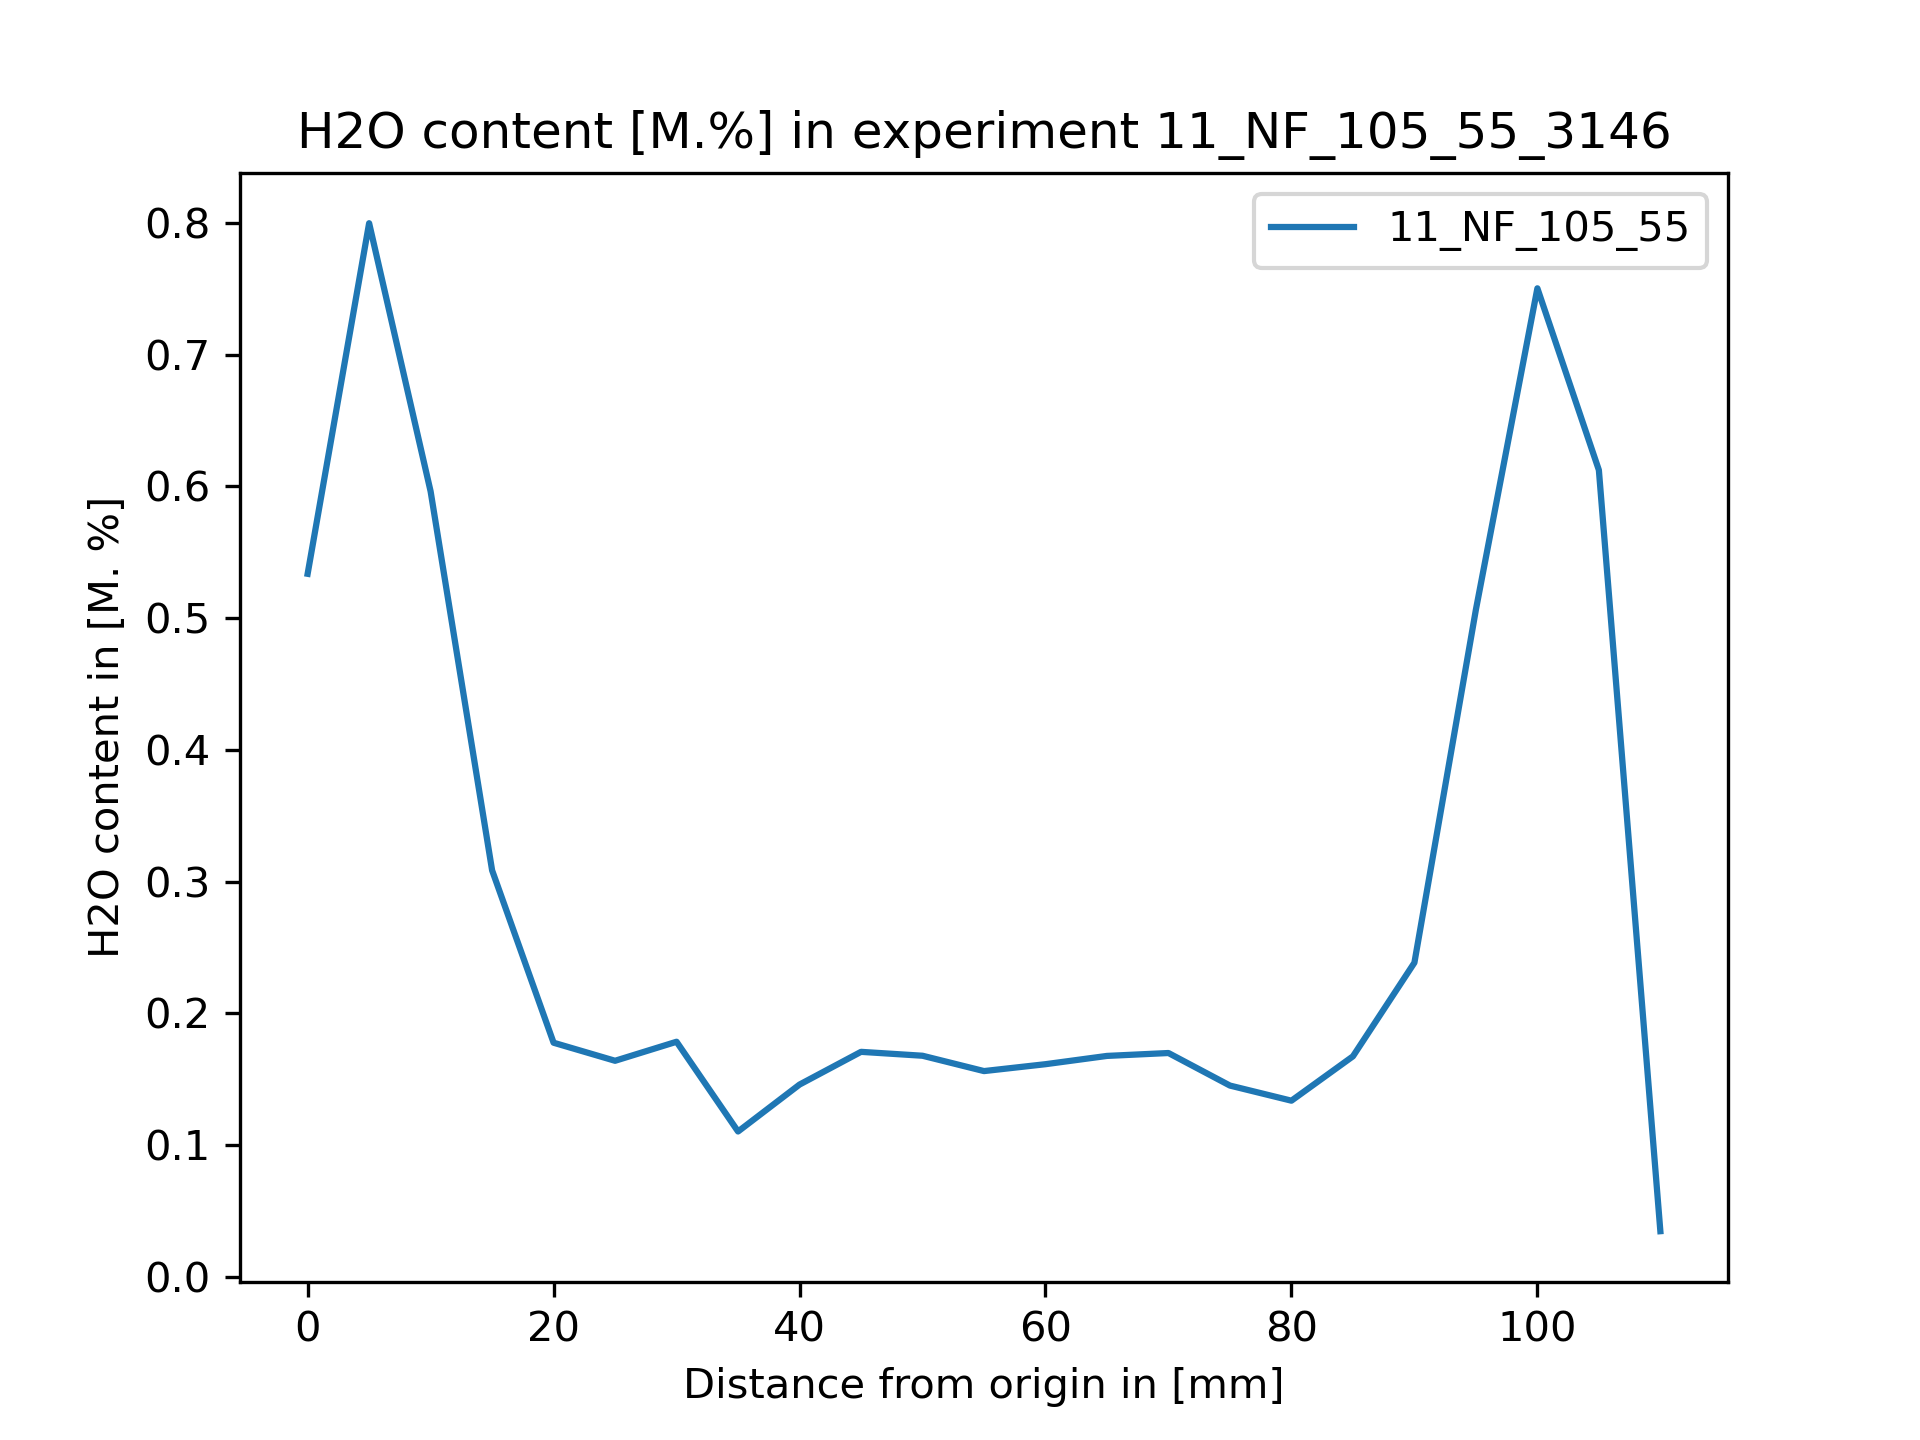 H2O content [M.%] in experiment 11_NF_105_55_3146
11_NF_105_55
H2O content in [M. %]
0.8
0.7
0.6
0.5
0.4
0.3
0.2
0.1
0.0
0 20 40 60 80 100
Distance from origin in [mm]